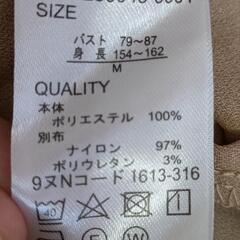 SIZE
バスト 79～87
身長 154～162
M
QUALITY
本体
ポリエステル 100%
別布
ナイロン 97%
ポリウレタン 3%
9ヌNコード 1613-316
40
F
W